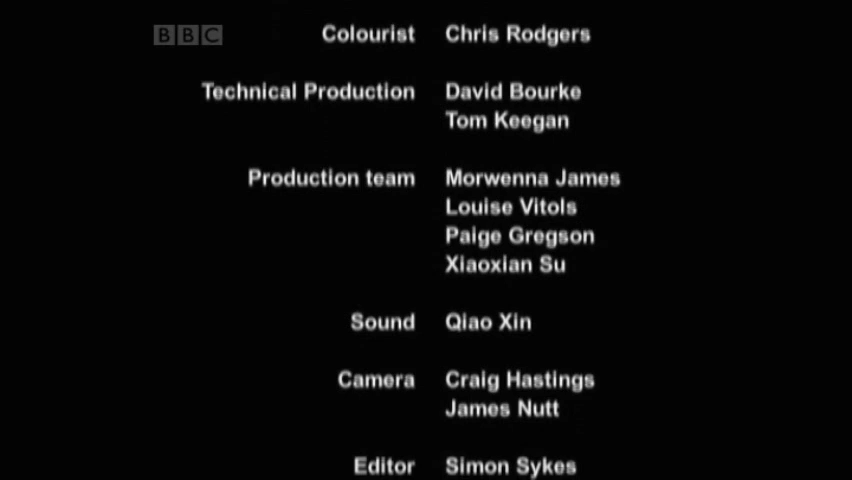 BBC
Colourist Chris Rodgers
Technical Production David Bourke
Tom Keegan
Production team Morwenna James
Louise Vitols
Paige Gregson
Xiaoxian Su
Sound Qiao Xin
Camera Craig Hastings
James Nutt
Editor Simon Sykes